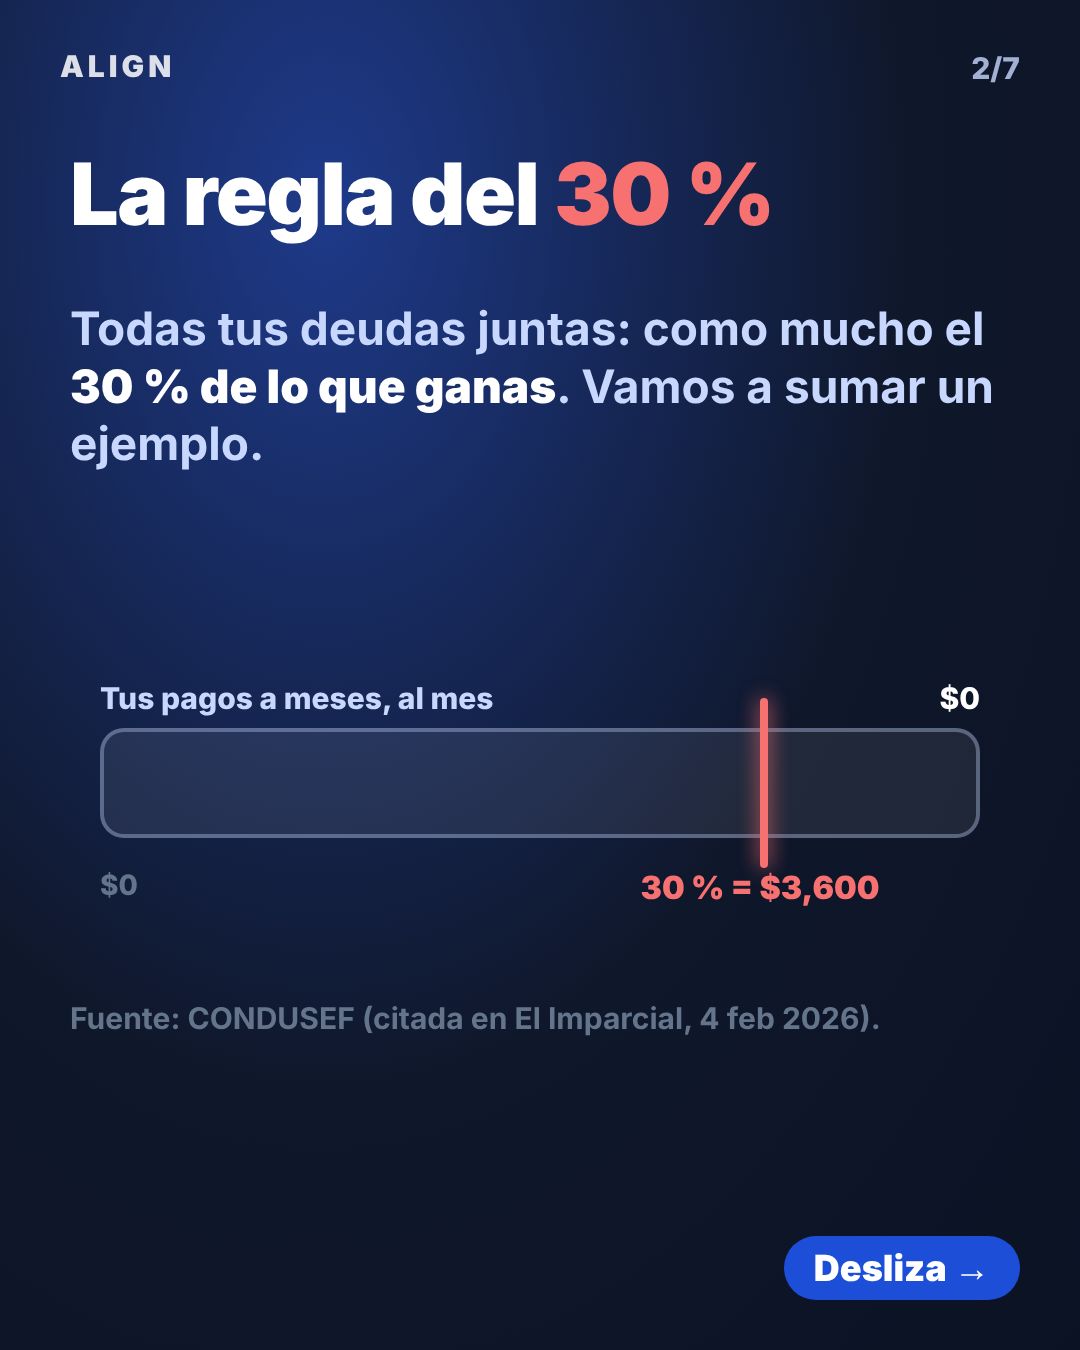 ALIGN
2/7
La regla del 30 %
Todas tus deudas juntas: como mucho el
30 % de lo que ganas. Vamos a sumar un
ejemplo.
Tus pagos a meses, al mes
$0
$0
30 % = $3,600
Fuente: CONDUSEF (citada en El Imparcial, 4 feb 2026).
Desliza →